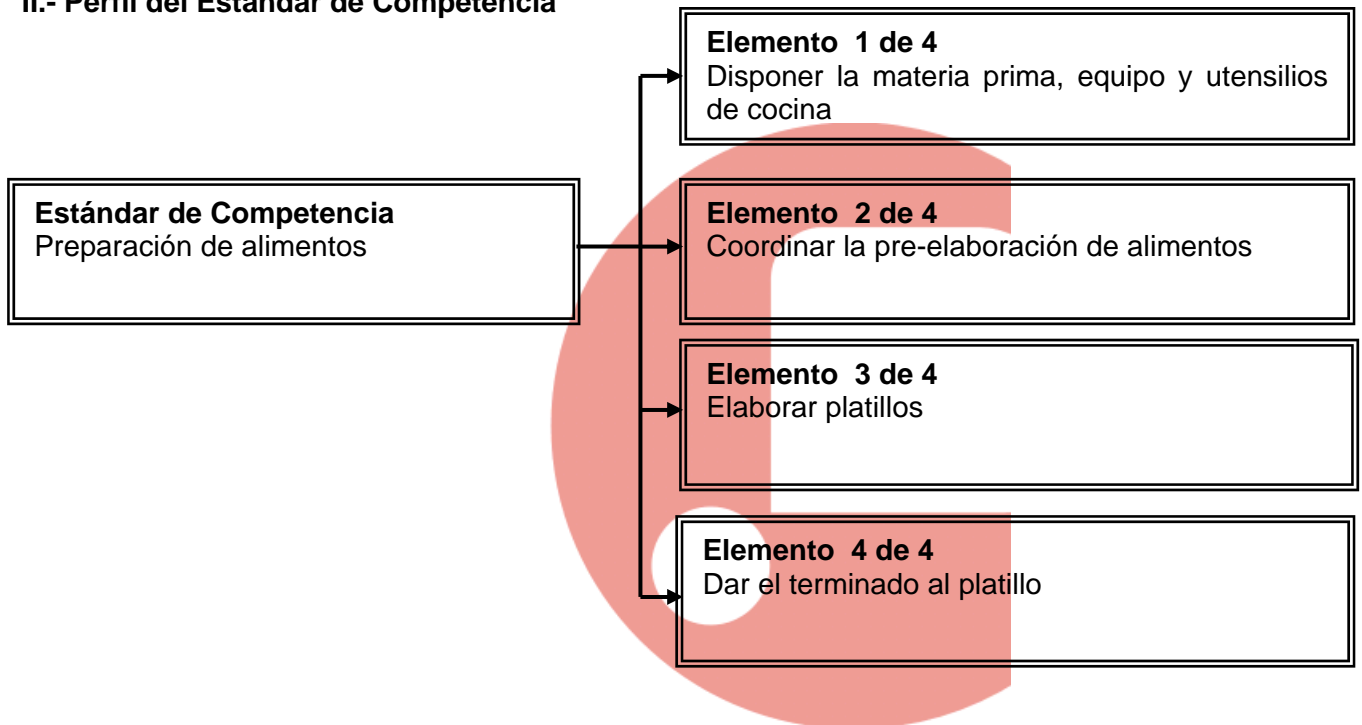 II.- Perfil del Estándar de Competencia
Elemento 1 de 4
Disponer la materia prima, equipo y utensilios
de cocina
Estándar de Competencia
Preparación de alimentos
Elemento 2 de 4
Coordinar la pre-elaboración de alimentos
Elemento 3 de 4
Elaborar platillos
Elemento 4 de 4
Dar el terminado al platillo